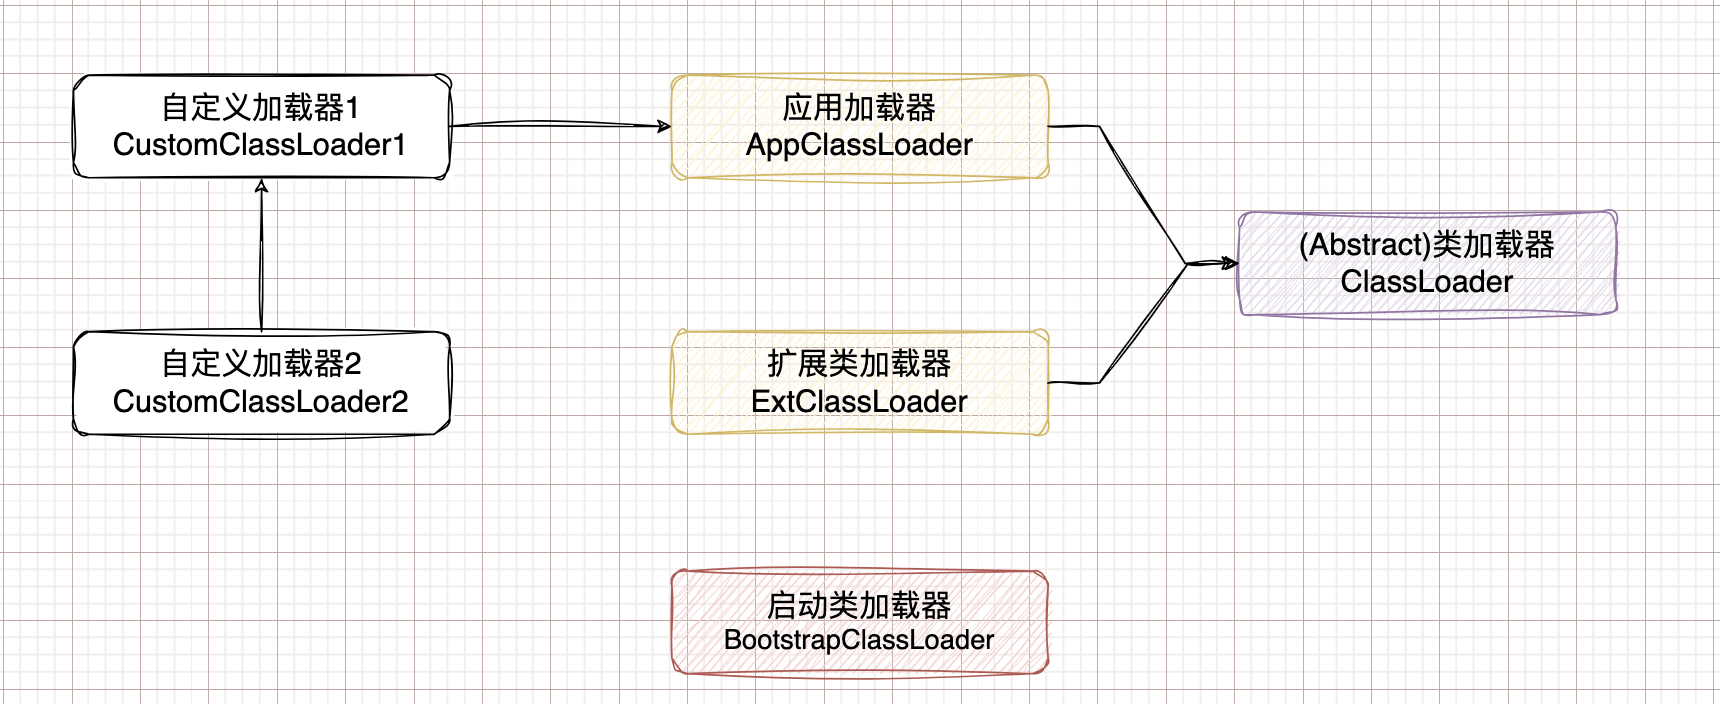 自定义加载器1
CustomClassLoader1
应用加载器
AppClassLoader
(Abstract)类加载器
ClassLoader
自定义加载器2
CustomClassLoader2
扩展类加载器
ExtClassLoader
启动类加载器
BootstrapClassLoader